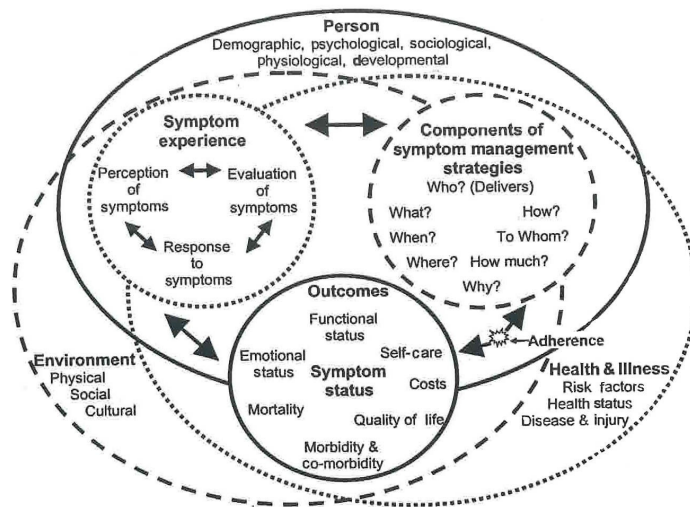 Person
Demographic, psychological, sociological,
physiological, developmental
Symptom
experience
Perception
of
symptoms
Evaluation
of
symptoms
Response
to
symptoms
Components of
symptom management
strategies
Who? (Delivers)
What?
How?
When?
To Whom?
Where?
How much?
Why?
Outcomes
Functional
status
Emotional
status
Self-care
Symptom
status
Costs
Mortality
Quality of life
Morbidity &
co-morbidity
Adherence
Environment
Physical
Social
Cultural
Health & Illness
Risk factors
Health status
Disease & injury